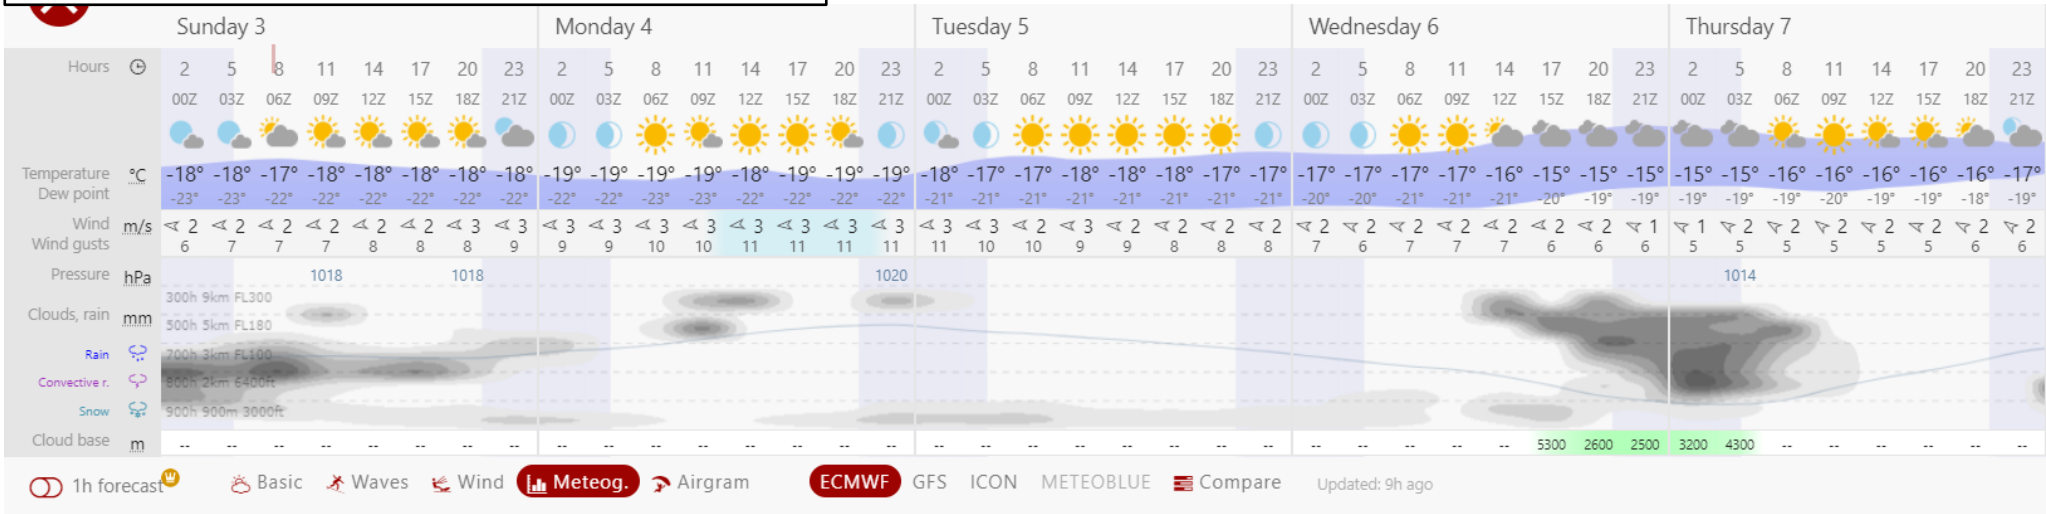 Sunday 3 Monday 4 Tuesday 5 Wednesday 6 Thursday 7
Hours 2 5 8 11 14 17 20 23 2 5 8 11 14 17 20 23 2 5 8 11 14 17 20 23 2 5 8 11 14 17 20 23 2 5 8 11 14 17 20 23
00Z 03Z 06Z 09Z 12Z 15Z 18Z 21Z 00Z 03Z 06Z 09Z 12Z 15Z 18Z 21Z 00Z 03Z 06Z 09Z 12Z 15Z 18Z 21Z 00Z 03Z 06Z 09Z 12Z 15Z 18Z 21Z 00Z 03Z 06Z 09Z 12Z 15Z 18Z 21Z
Temperature °C -18° -18° -17° -18° -18° -18° -18° -18° -19° -19° -19° -19° -18° -19° -19° -19° -18° -17° -17° -18° -18° -18° -17° -17° -17° -17° -17° -17° -16° -15° -15° -15° -15° -15° -16° -16° -16° -16° -16° -17°
Dew point -23° -23° -22° -22° -22° -22° -22° -22° -22° -22° -23° -23° -22° -22° -22° -22° -21° -21° -21° -21° -21° -21° -21° -21° -20° -20° -21° -21° -21° -20° -19° -19° -19° -19° -19° -20° -19° -19° -18° -19°
Wind m/s 2 2 2 2 2 2 3 3 3 3 3 3 3 3 3 3 3 3 3 3 2 2 2 2 2 2 2 2 2 2 2 1 1 2 2 2 2 2 2 2
Wind gusts 6 7 7 7 8 8 8 9 9 9 10 10 11 11 11 11 11 10 10 9 9 8 8 8 7 6 7 7 7 6 6 6 5 5 5 5 5 5 6 6
Pressure hPa 1018 1018 1020 1014
300h 9km FL300
Clouds, rain mm
500h 5km FL180
Rain 700h 3km FL100
Convective r. 800h 2km 6400ft
Snow 900h 900m 3000ft
Cloud base m -- -- -- -- -- -- -- -- -- -- -- -- -- -- -- -- -- -- -- -- -- -- -- -- -- -- -- -- -- 5300 2600 2500 3200 4300 -- -- -- -- -- --
1h forecast Basic Waves Wind Meteog. Airgram ECMWF GFS ICON METEOBLUE Compare Updated: 9h ago